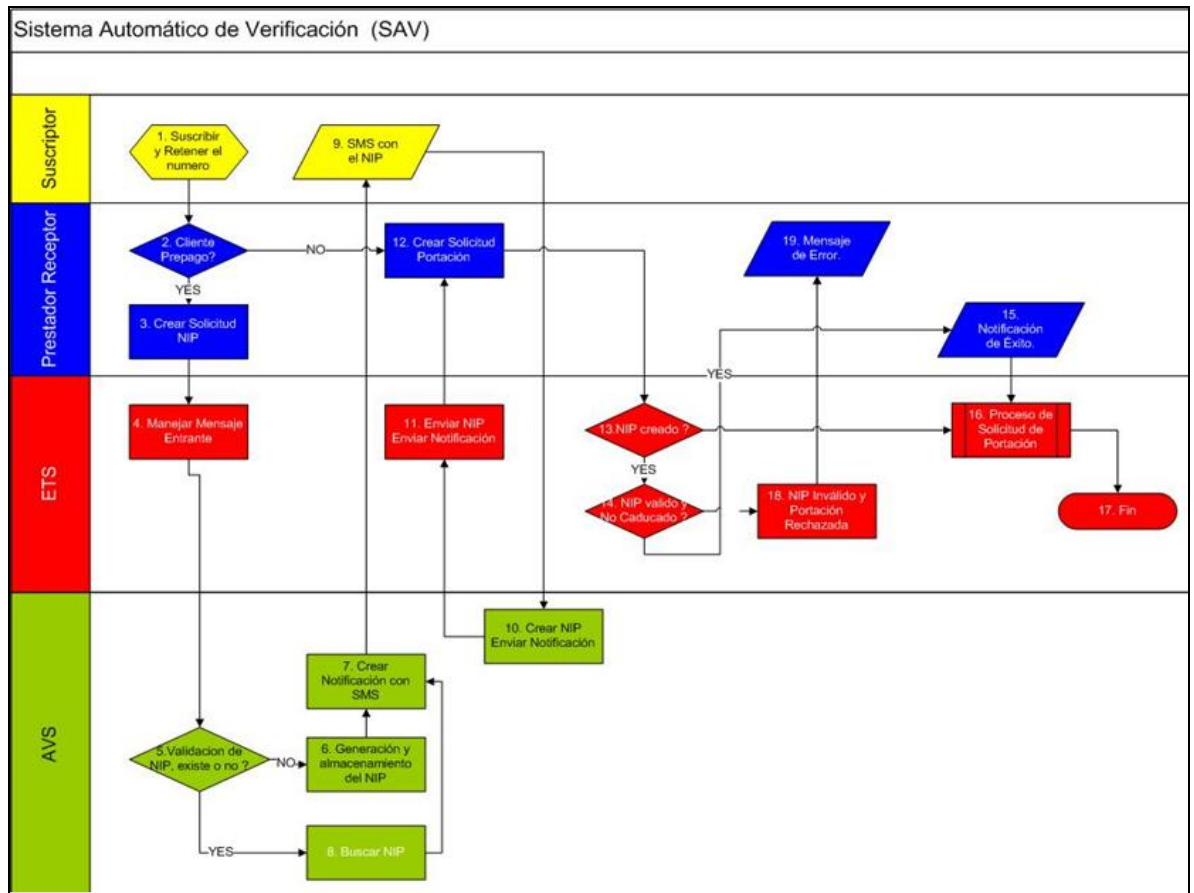 Sistema Automático de Verificación (SAV)
Suscriptor
1. Suscribir
y Retener el
numero
9. SMS con
el NIP
Prestador Receptor
2. Cliente
Prepago?
NO
12. Crear Solicitud
Portación
19. Mensaje
de Error.
YES
3. Crear Solicitud
NIP
15.
Notificación
de Éxito.
YES
ETS
4. Manejar Mensaje
Entrante
11. Enviar NIP
Enviar Notificación
13.NIP creado ?
16. Proceso de
Solicitud de
Portación
YES
14. NIP valido y
No Caducado ?
18. NIP Inválido y
Portación
Rechazada
17. Fin
AVS
10. Crear NIP
Enviar Notificación
7. Crear
Notificación con
SMS
5.Validacion de
NIP, existe o no ?
NO
6. Generación y
almacenamiento
del NIP
YES
8. Buscar NIP